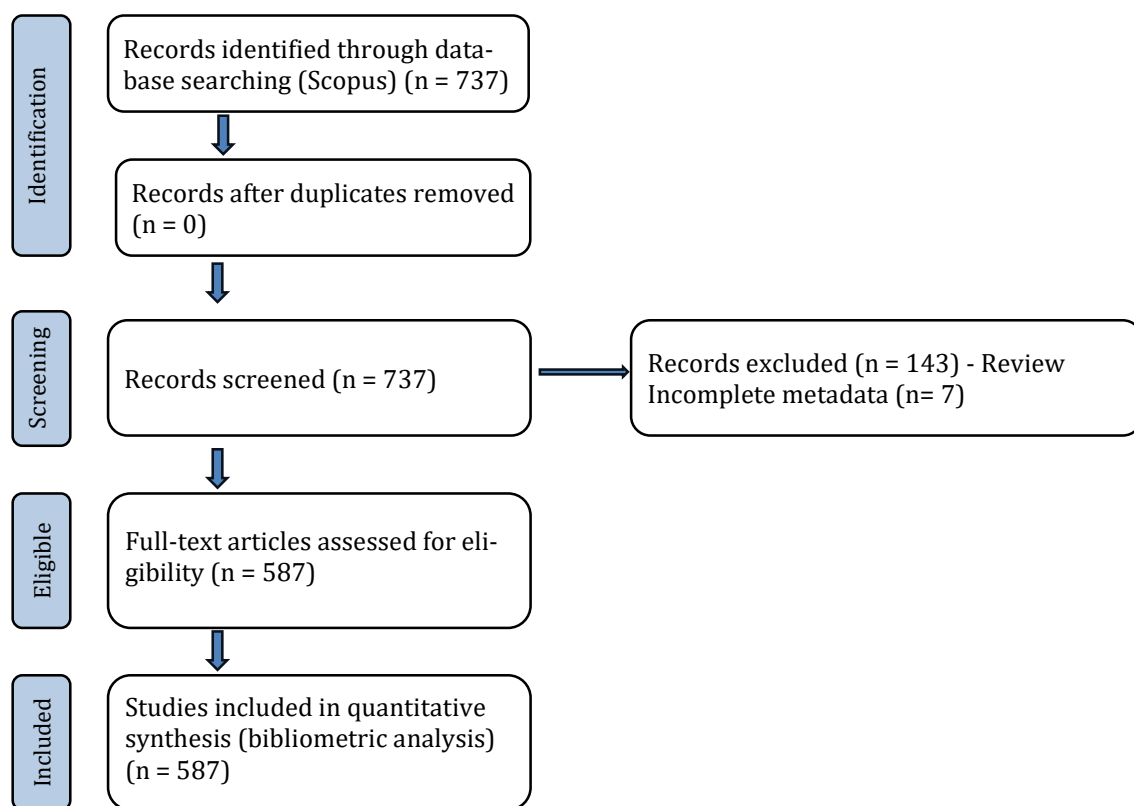 Identification
Records identified through data-
base searching (Scopus) (n = 737)
Records after duplicates removed
(n = 0)
Screening
Records screened (n = 737)
Records excluded (n = 143) - Review
Incomplete metadata (n= 7)
Eligible
Full-text articles assessed for eli-
gibility (n = 587)
Included
Studies included in quantitative
synthesis (bibliometric analysis)
(n = 587)